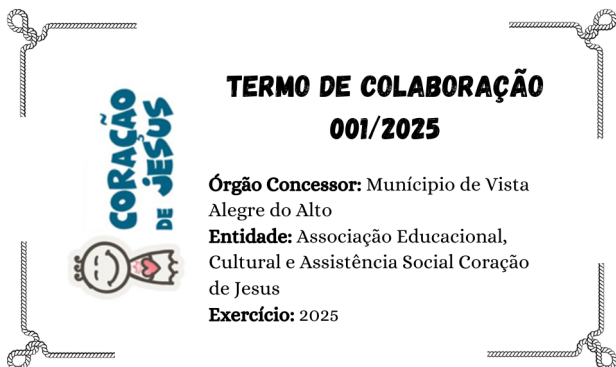 CORAÇÃO
DE JESUS
TERMO DE COLABORAÇÃO
001/2025
Órgão Concessor: Munícipio de Vista
Alegre do Alto
Entidade: Associação Educacional,
Cultural e Assistência Social Coração
de Jesus
Exercício: 2025